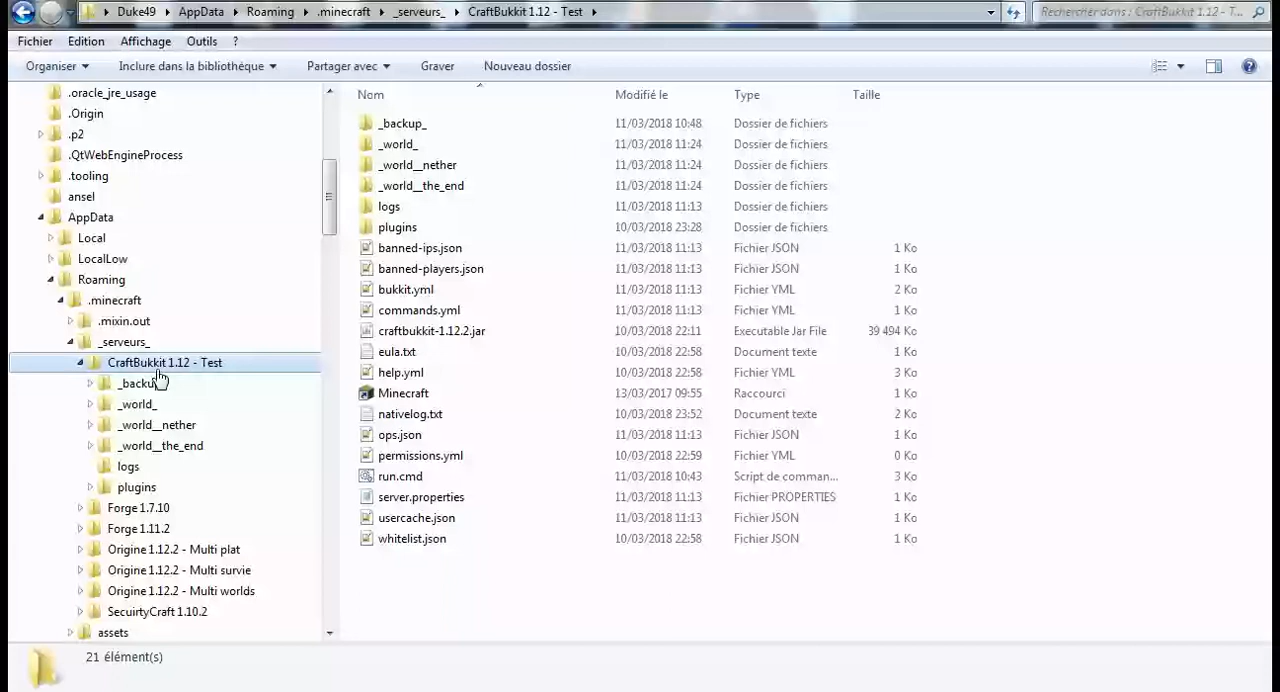 Duke49 AppData Roaming .minecraft _serveurs_ CraftBukkit 1.12 - Test
Rechercher dans : CraftBukkit 1.12 - T...
Fichier Edition Affichage Outils ?
Organiser Inclure dans la bibliothèque Partager avec Graver Nouveau dossier
.oracle_jre_usage
.Origin
.p2
.QtWebEngineProcess
.tooling
ansel
AppData
Local
LocalLow
Roaming
.minecraft
.mixin.out
_serveurs_
CraftBukkit 1.12 - Test
_backu
_world_
_world__nether
_world__the_end
logs
plugins
Forge 1.7.10
Forge 1.11.2
Origine 1.12.2 - Multi plat
Origine 1.12.2 - Multi survie
Origine 1.12.2 - Multi worlds
SecuirtyCraft 1.10.2
assets
Nom Modifié le Type Taille
_backup_ 11/03/2018 10:48 Dossier de fichiers
_world_ 11/03/2018 11:24 Dossier de fichiers
_world__nether 11/03/2018 11:24 Dossier de fichiers
_world__the_end 11/03/2018 11:24 Dossier de fichiers
logs 11/03/2018 11:13 Dossier de fichiers
plugins 10/03/2018 23:28 Dossier de fichiers
banned-ips.json 11/03/2018 11:13 Fichier JSON 1 Ko
banned-players.json 11/03/2018 11:13 Fichier JSON 1 Ko
bukkit.yml 11/03/2018 11:13 Fichier YML 2 Ko
commands.yml 11/03/2018 11:13 Fichier YML 1 Ko
craftbukkit-1.12.2.jar 10/03/2018 22:11 Executable Jar File 39 494 Ko
eula.txt 10/03/2018 22:58 Document texte 1 Ko
help.yml 10/03/2018 22:58 Fichier YML 3 Ko
Minecraft 13/03/2017 09:55 Raccourci 1 Ko
nativelog.txt 10/03/2018 23:52 Document texte 2 Ko
ops.json 11/03/2018 11:13 Fichier JSON 1 Ko
permissions.yml 10/03/2018 22:59 Fichier YML 0 Ko
run.cmd 11/03/2018 10:43 Script de comman... 3 Ko
server.properties 11/03/2018 11:13 Fichier PROPERTIES 1 Ko
usercache.json 11/03/2018 11:13 Fichier JSON 1 Ko
whitelist.json 10/03/2018 22:58 Fichier JSON 1 Ko
21 élément(s)